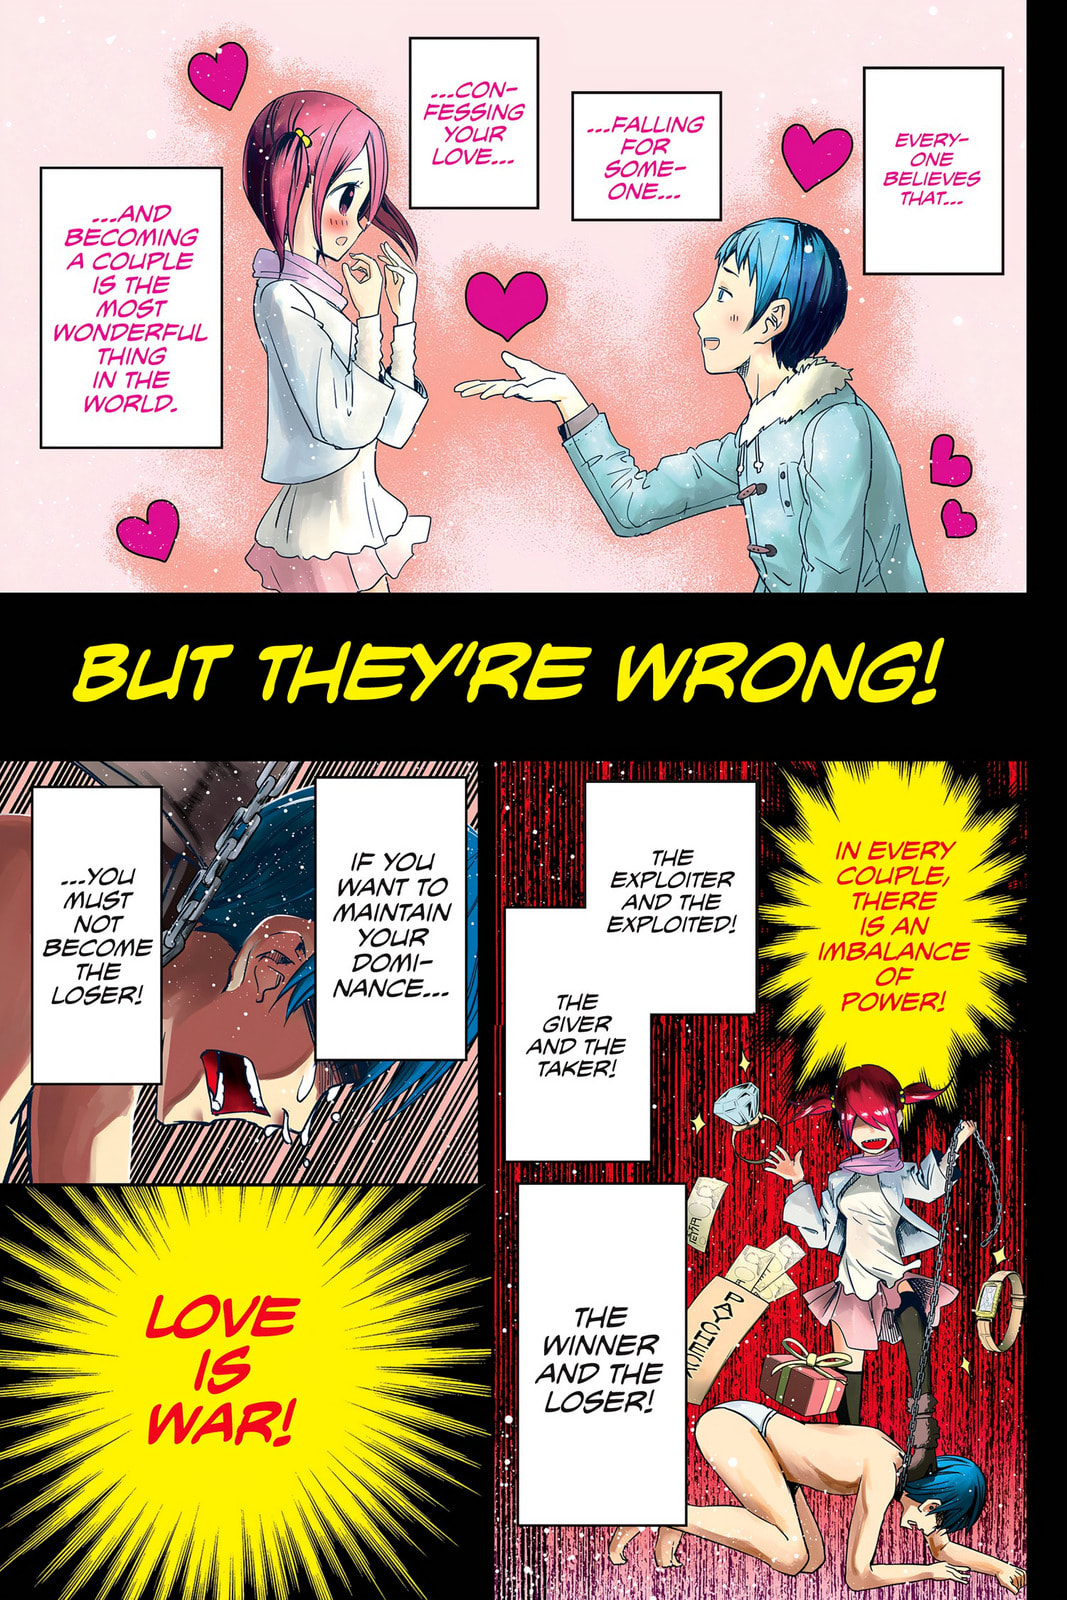 EVERY-
ONE
BELIEVES
THAT...
...FALLING
FOR
SOME-
ONE...
...CON-
FESSING
YOUR
LOVE...
...AND
BECOMING
A COUPLE
IS THE
MOST
WONDERFUL
THING
IN THE
WORLD.
BUT THEY'RE WRONG!
IN EVERY
COUPLE,
THERE
IS AN
IMBALANCE
OF
POWER!
THE
EXPLOITER
AND THE
EXPLOITED!
THE
GIVER
AND THE
TAKER!
PAYCHECK
THE
WINNER
AND THE
LOSER!
IF YOU
WANT TO
MAINTAIN
YOUR
DOMI-
NANCE...
...YOU
MUST
NOT
BECOME
THE
LOSER!
LOVE
IS
WAR!